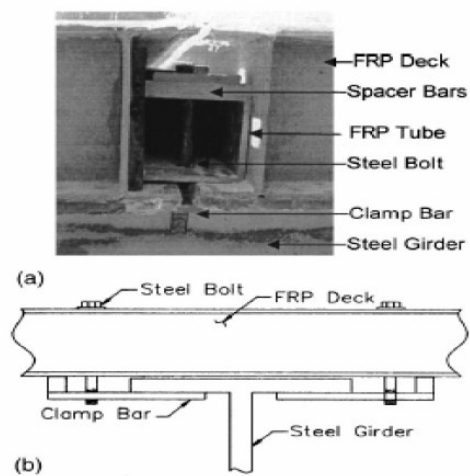 FRP Deck
Spacer Bars
FRP Tube
Steel Bolt
Clamp Bar
Steel Girder
(a)
Steel Bolt
FRP Deck
Clamp Bar
Steel Girder
(b)